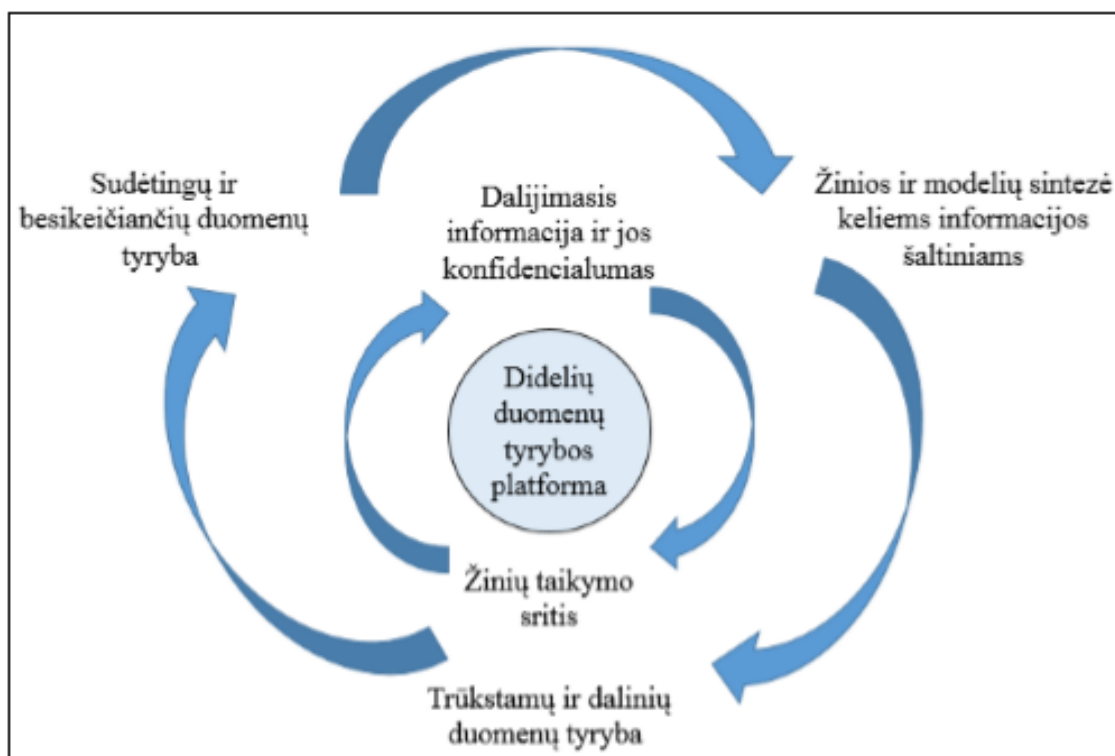 Sudėtingų ir
besikeičiančių duomenų
tyryba
Dalijimasis
informacija ir jos
konfidencialumas
Žinios ir modelių sintezė
keliems informacijos
šaltiniams
Didelių
duomenų
tyrybos
platforma
Žinių taikymo
sritis
Trūkstamų ir dalinių
duomenų tyryba